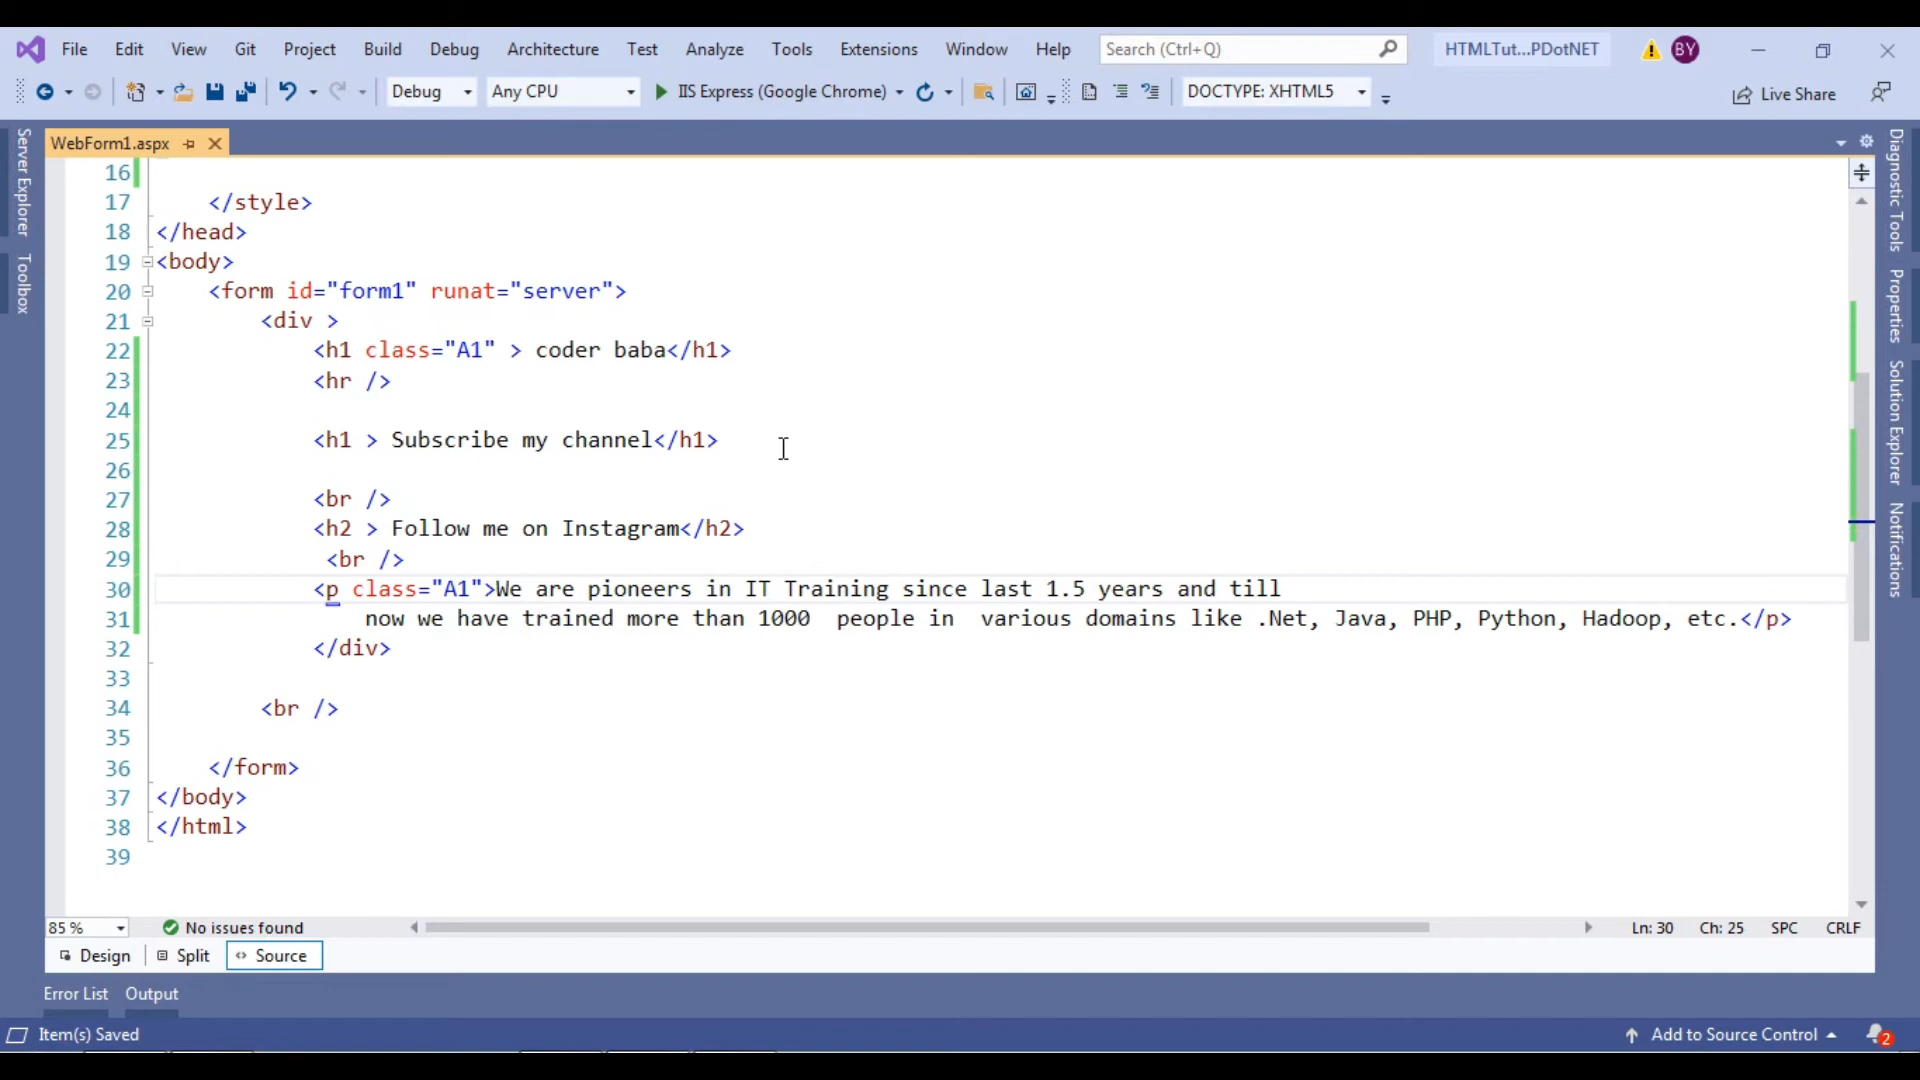 File Edit View Git Project Build Debug Architecture Test Analyze Tools Extensions Window Help Search (Ctrl+Q) HTMLTut...PDotNET BY
Debug Any CPU IIS Express (Google Chrome) DOCTYPE: XHTML5 Live Share
WebForm1.aspx
Server Explorer
Toolbox
16
17 </style>
18 </head>
19 <body>
20 <form id="form1" runat="server">
21 <div >
22 <h1 class="A1" > coder baba</h1>
23 <hr />
24
25 <h1 > Subscribe my channel</h1>
26
27 <br />
28 <h2 > Follow me on Instagram</h2>
29 <br />
30 <p class="A1">We are pioneers in IT Training since last 1.5 years and till
31 now we have trained more than 1000  people in  various domains like .Net, Java, PHP, Python, Hadoop, etc.</p>
32 </div>
33
34 <br />
35
36 </form>
37 </body>
38 </html>
39
Diagnostic Tools
Properties
Solution Explorer
Notifications
85 % No issues found Ln: 30 Ch: 25 SPC CRLF
Design Split Source
Error List Output
Item(s) Saved Add to Source Control 2